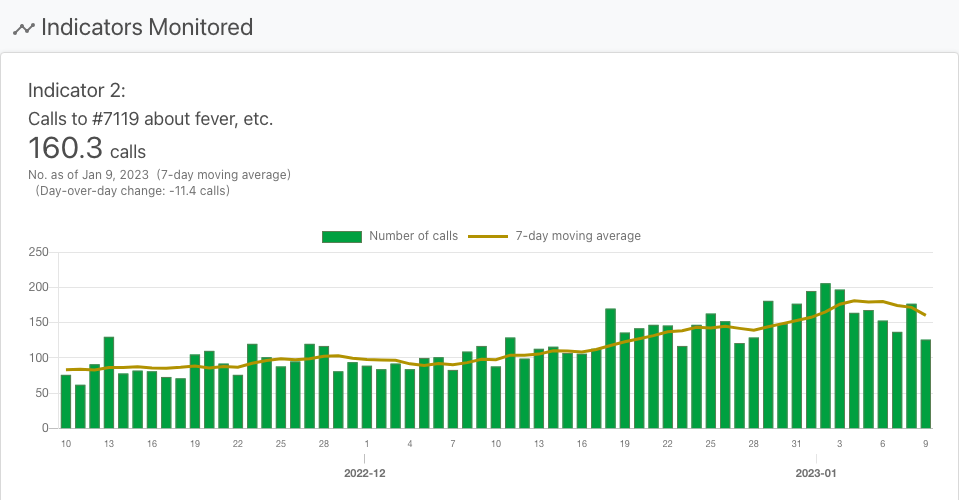 Indicators Monitored
Indicator 2:
Calls to #7119 about fever, etc.
160.3 calls
No. as of Jan 9, 2023 (7-day moving average)
(Day-over-day change: -11.4 calls)
Number of calls 7-day moving average
250
200
150
100
50
0
10 13 16 19 22 25 28 1 4 7 10 13 16 19 22 25 28 31 3 6 9
2022-12 2023-01